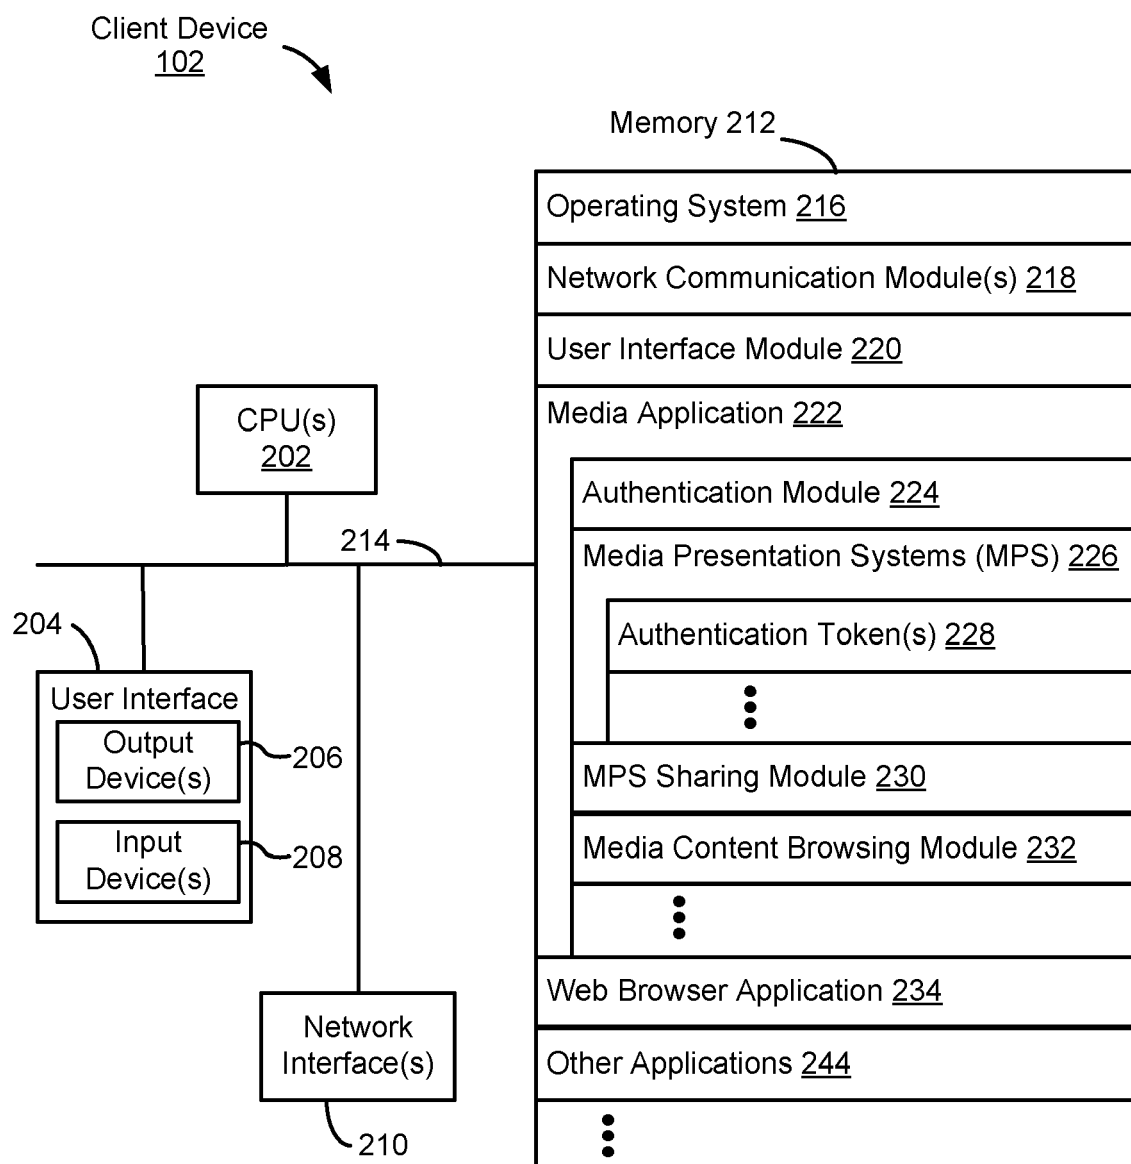 Client Device
102
Memory 212
Operating System 216
Network Communication Module(s) 218
User Interface Module 220
Media Application 222
Authentication Module 224
Media Presentation Systems (MPS) 226
Authentication Token(s) 228
MPS Sharing Module 230
Media Content Browsing Module 232
Web Browser Application 234
Other Applications 244
CPU(s)
202
214
204
User Interface
Output
Device(s)
206
Input
Device(s)
208
Network
Interface(s)
210